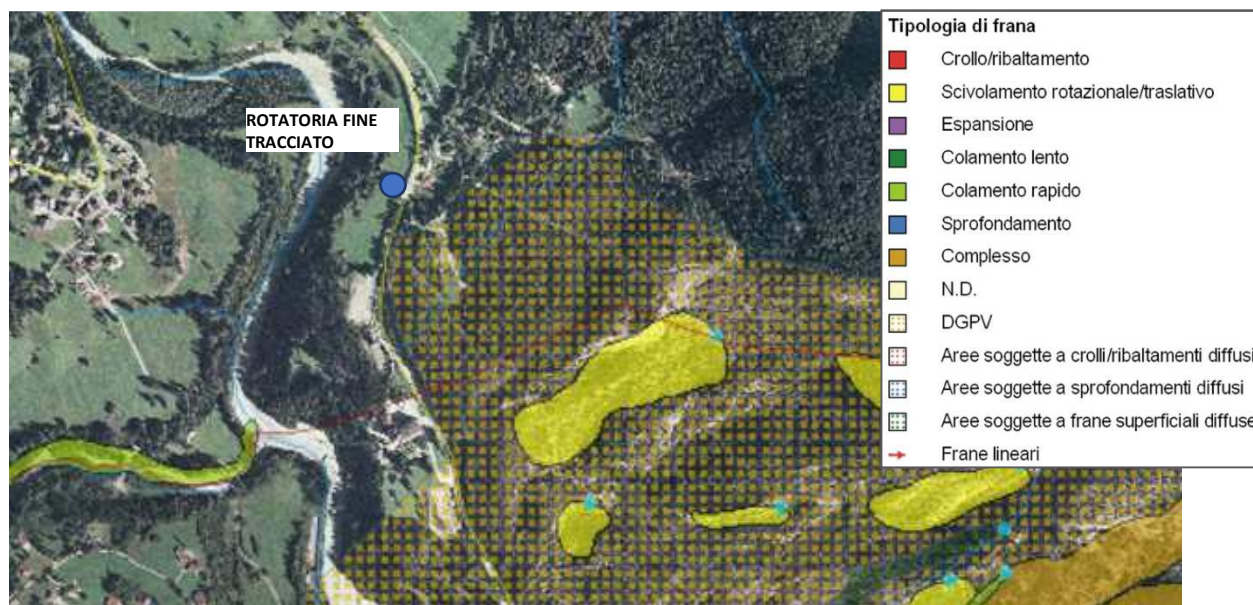 ROTATORIA FINE
TRACCIATO
Tipologia di frana
Crollo/ribaltamento
Scivolamento rotazionale/traslativo
Espansione
Colamento lento
Colamento rapido
Sprofondamento
Complesso
N.D.
DGPV
Aree soggette a crolli/ribaltamenti diffusi
Aree soggette a sprofondamenti diffusi
Aree soggette a frane superficiali diffuse
Frane lineari